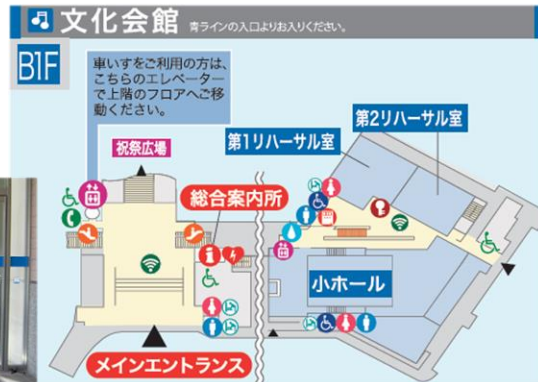 文化会館 青ラインの入口よりお入りください。
B1F
車いすをご利用の方は、
こちらのエレベーター
で上階のフロアへご移
動ください。
祝祭広場
第1リハーサル室
第2リハーサル室
総合案内所
小ホール
メインエントランス